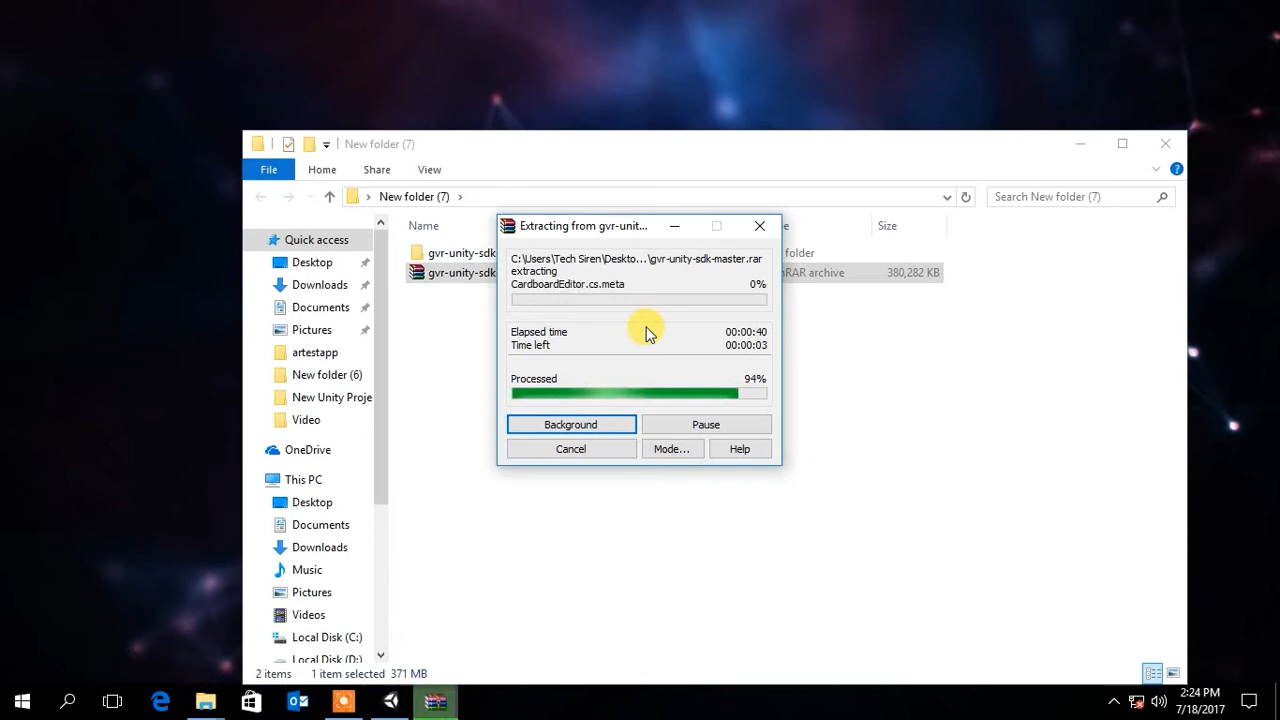 New folder (7)
File Home Share View
New folder (7)
Search New folder (7)
Name
Size
Quick access
Desktop
Downloads
Documents
Pictures
artestapp
New folder (6)
New Unity Proje
Video
OneDrive
This PC
Desktop
Documents
Downloads
Music
Pictures
Videos
Local Disk (C:)
Local Disk (D:)
gvr-unity-sdk
folder
gvr-unity-sdk
archive 380,282 KB
Extracting from gvr-unit...
C:\Users\Tech Siren\Deskto...\gvr-unity-sdk-master.rar
extracting
CardboardEditor.cs.meta 0%
Elapsed time 00:00:40
Time left 00:00:03
Processed 94%
Background Pause
Cancel Mode... Help
2 items 1 item selected 371 MB
2:24 PM
7/18/2017